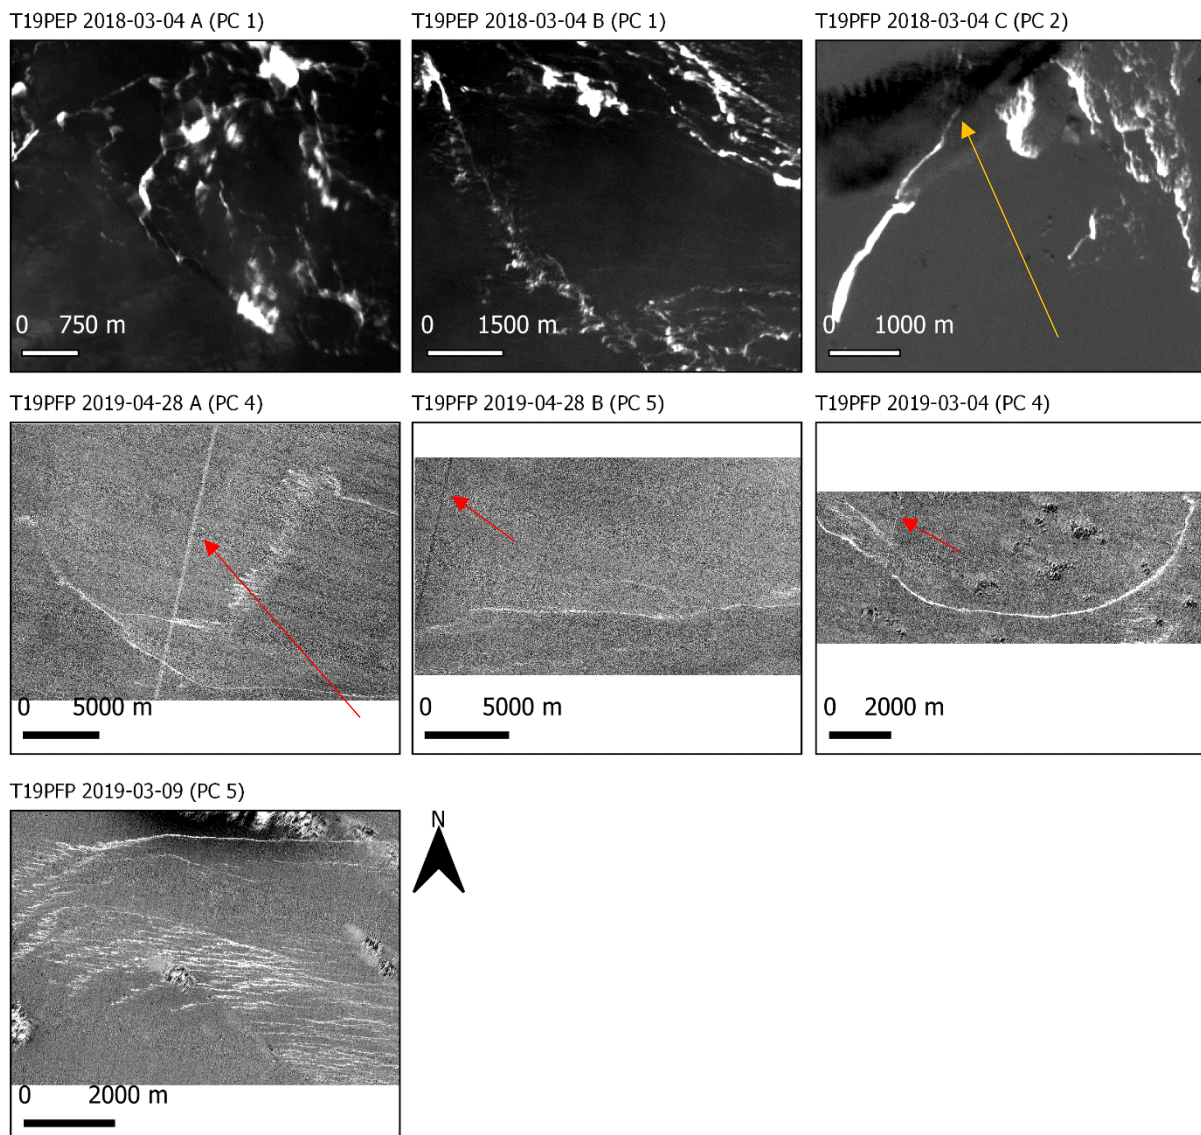 T19PEP 2018-03-04 A (PC 1)
T19PEP 2018-03-04 B (PC 1)
T19PFP 2018-03-04 C (PC 2)
0 750 m
0 1500 m
0 1000 m
T19PFP 2019-04-28 A (PC 4)
T19PFP 2019-04-28 B (PC 5)
T19PFP 2019-03-04 (PC 4)
0 5000 m
0 5000 m
0 2000 m
T19PFP 2019-03-09 (PC 5)
N
0 2000 m